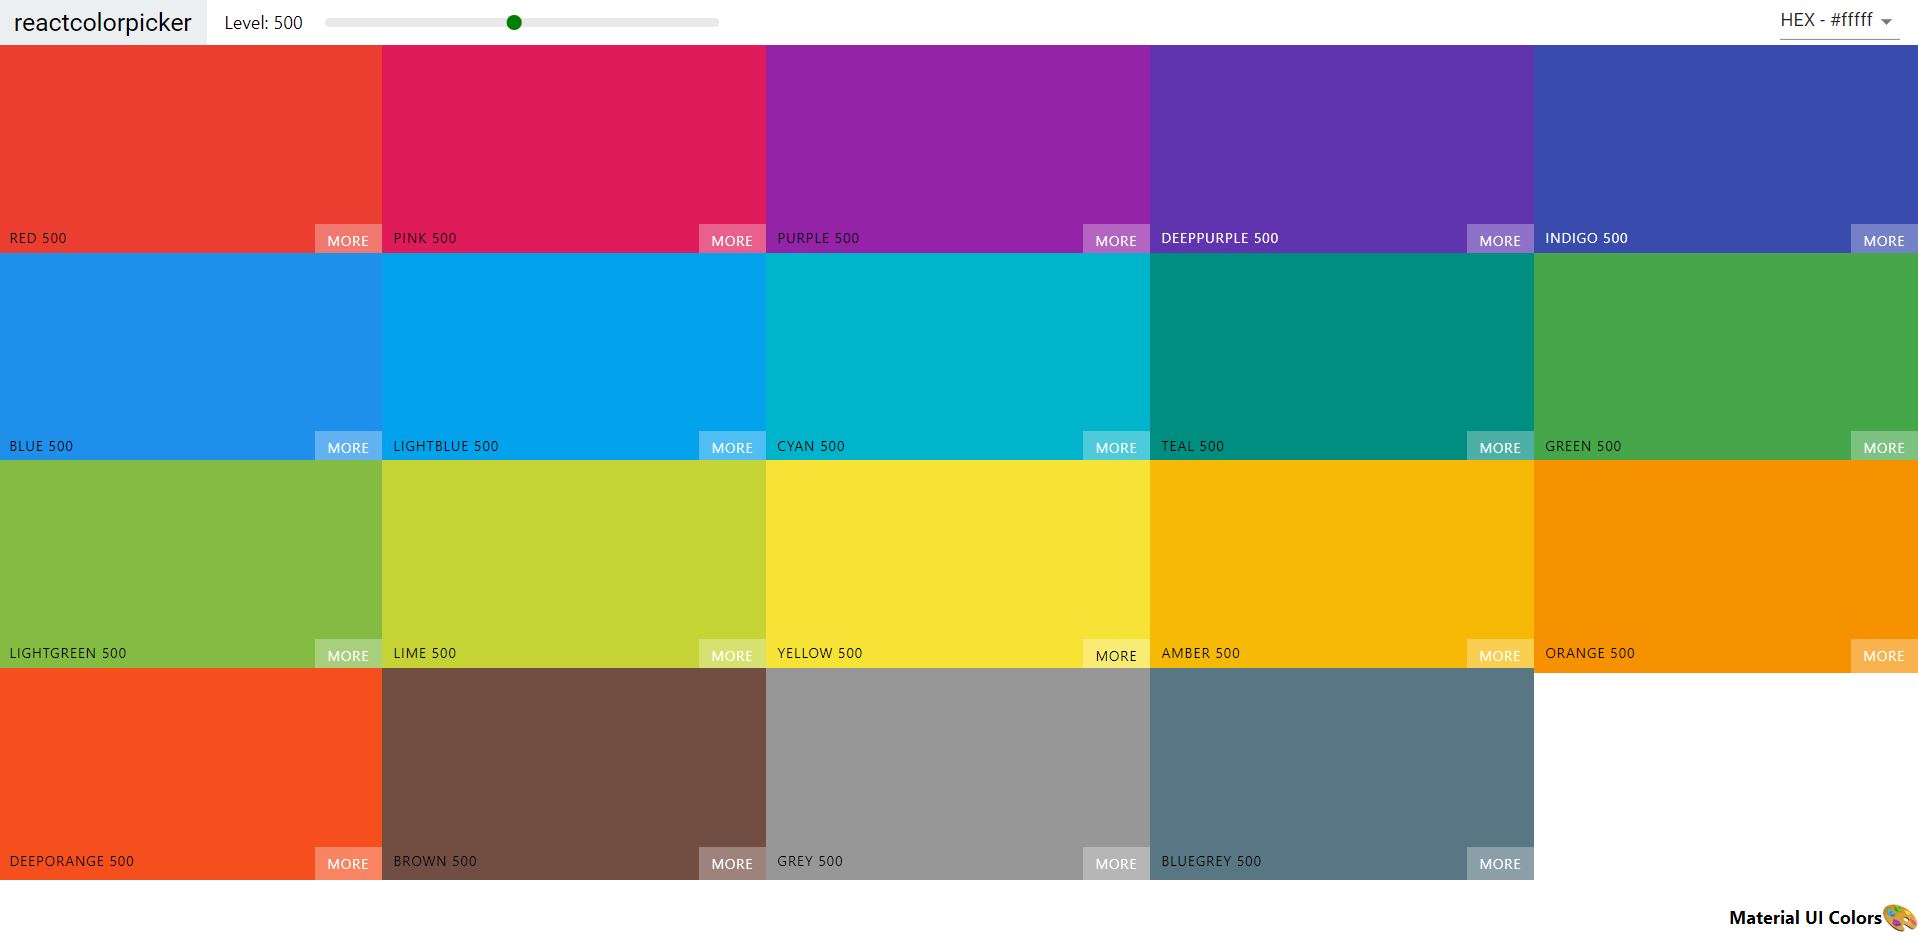 reactcolorpicker Level: 500 HEX - #fffff
RED 500 MORE PINK 500 MORE PURPLE 500 MORE DEEPPURPLE 500 MORE INDIGO 500 MORE
BLUE 500 MORE LIGHTBLUE 500 MORE CYAN 500 MORE TEAL 500 MORE GREEN 500 MORE
LIGHTGREEN 500 MORE LIME 500 MORE YELLOW 500 MORE AMBER 500 MORE ORANGE 500 MORE
DEEPORANGE 500 MORE BROWN 500 MORE GREY 500 MORE BLUEGREY 500 MORE
Material UI Colors